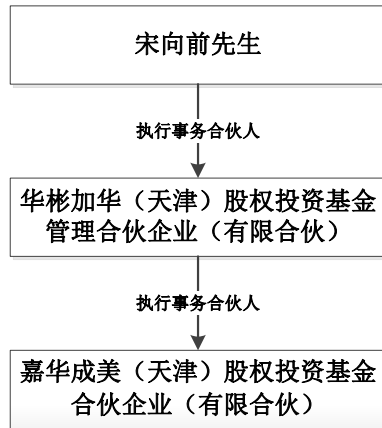 宋向前先生
执行事务合伙人
华彬加华（天津）股权投资基金
管理合伙企业（有限合伙）
执行事务合伙人
嘉华成美（天津）股权投资基金
合伙企业（有限合伙）